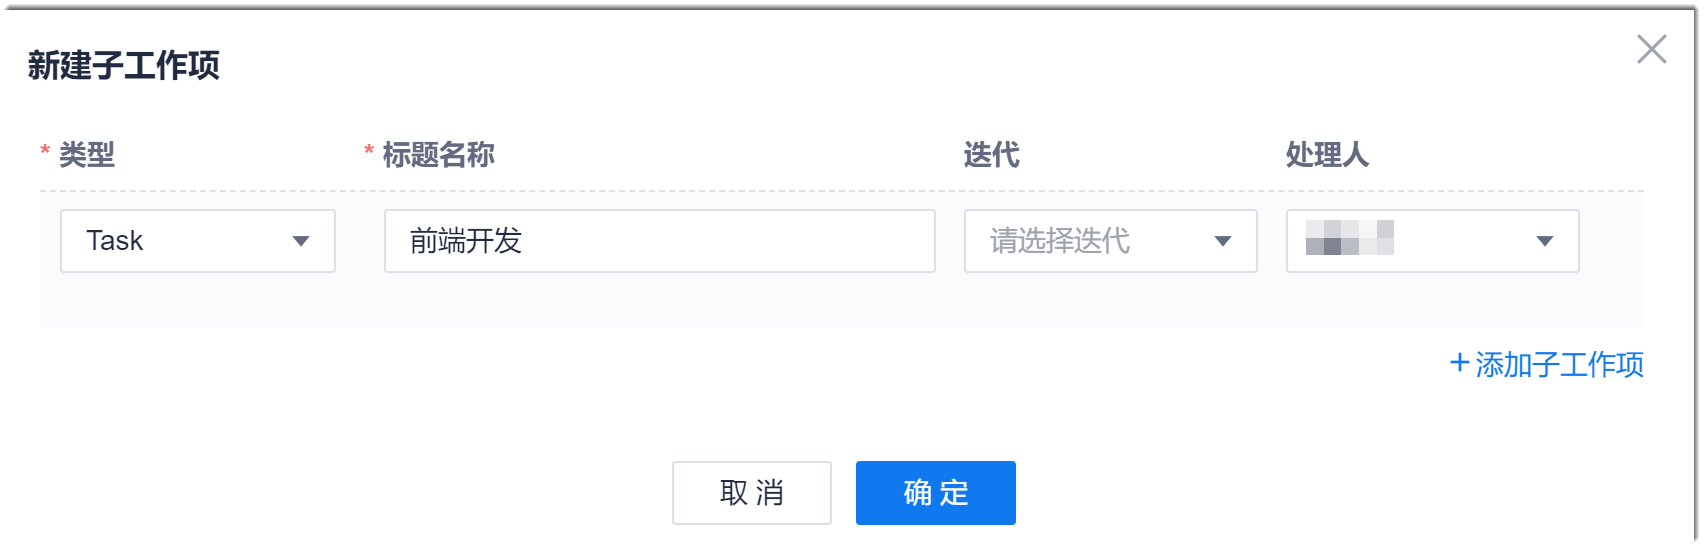 新建子工作项
* 类型 * 标题名称 迭代 处理人
Task 前端开发 请选择迭代
+ 添加子工作项
取消 确定